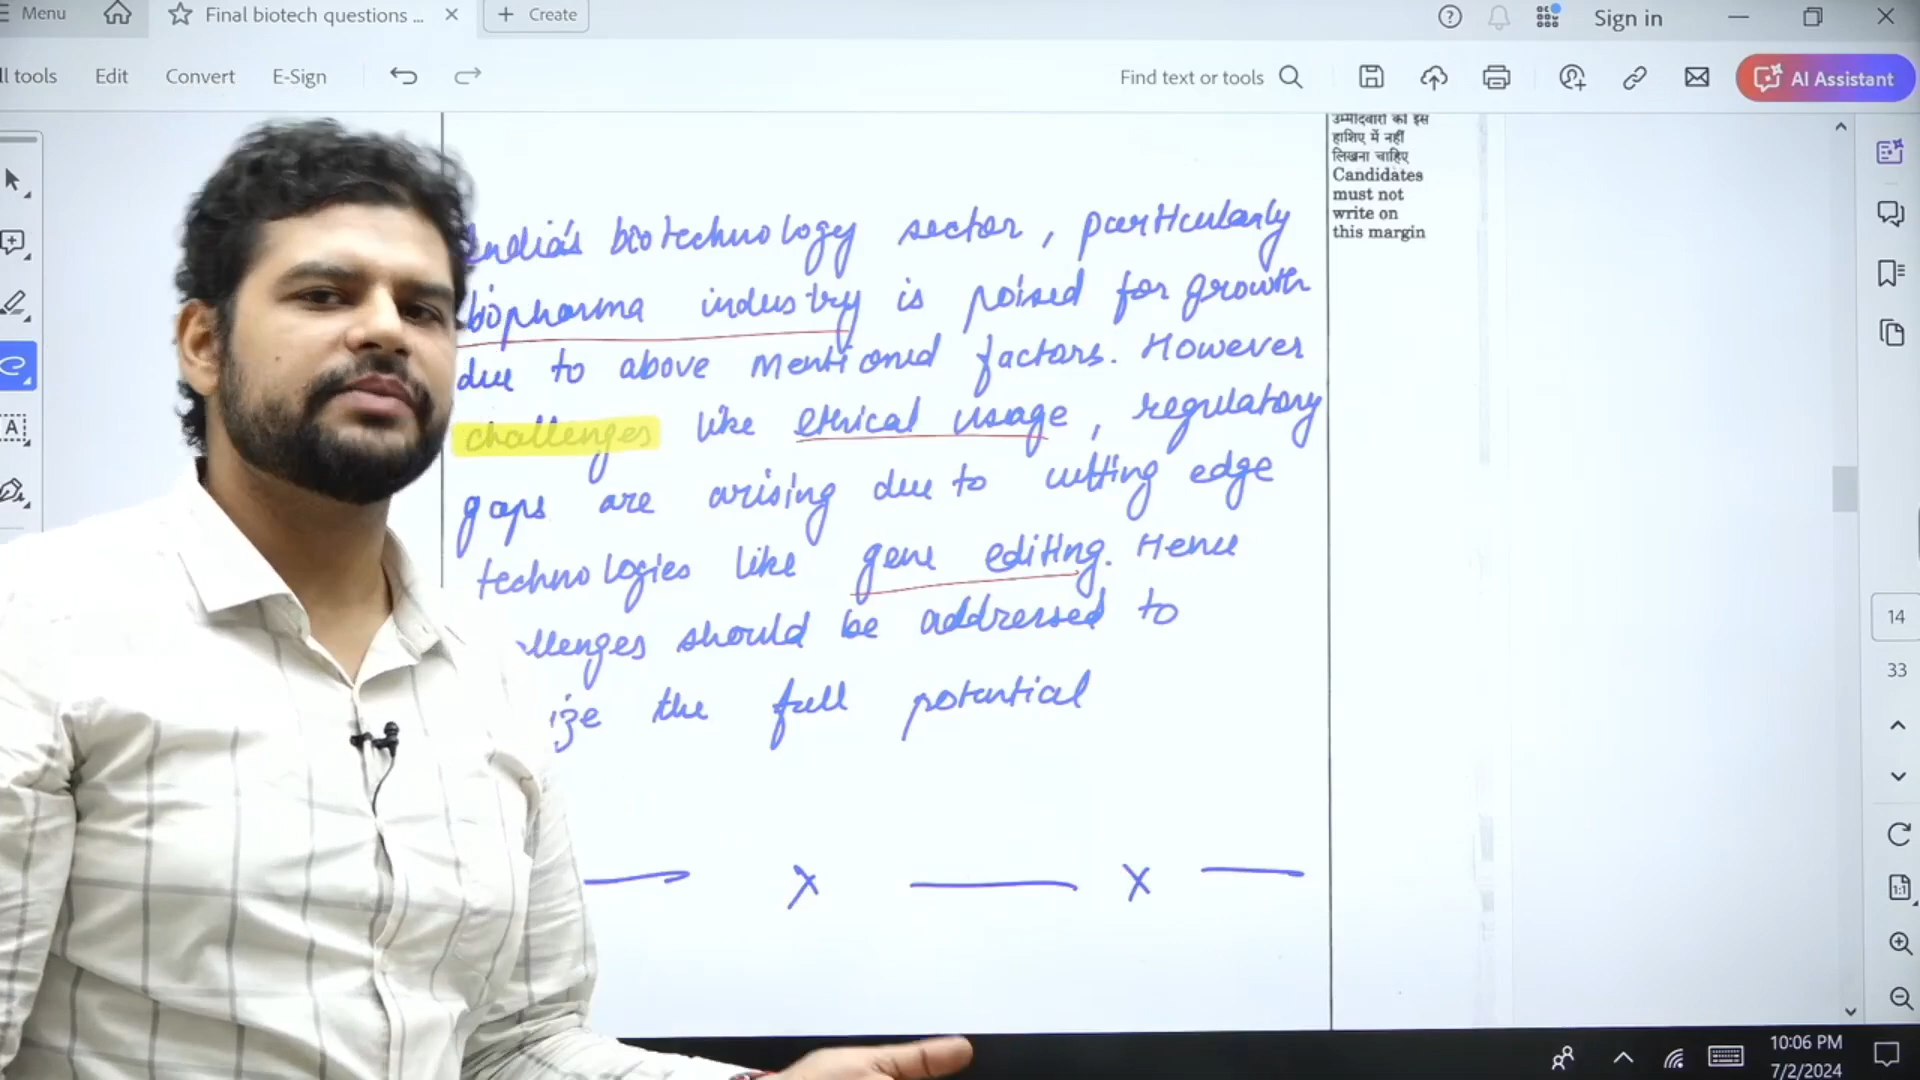 Menu
Final biotech questions ...
Create
Sign in
ll tools
Edit
Convert
E-Sign
Find text or tools
AI Assistant
उम्मीदवारों को इस
हाशिए में नहीं
लिखना चाहिए
Candidates
must not
write on
this margin
India's biotechnology sector, particularly
biopharma industry is poised for growth
due to above mentioned factors. However
challenges like ethical usage, regulatory
gaps are arising due to cutting edge
technologies like gene editing. Hence
llenges should be addressed to
ize the full potential
x x
A
14
33
1:1
10:06 PM
7/2/2024